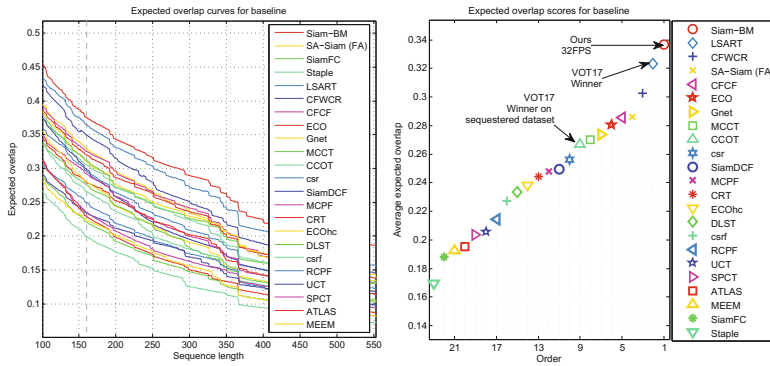 Expected overlap curves for baseline
Expected overlap
0.5
0.45
0.4
0.35
0.3
0.25
0.2
0.15
0.1
100
150
200
250
300
350
400
450
500
550
Sequence length
Siam-BM
SA-Siam (FA)
SiamFC
Staple
LSART
CFWCR
CFCF
ECO
Gnet
MCCT
CCOT
csr
SiamDCF
MCPF
CRT
ECOhc
DLST
csrf
RCPF
UCT
SPCT
ATLAS
MEEM
Expected overlap scores for baseline
Average expected overlap
0.34
0.32
0.3
0.28
0.26
0.24
0.22
0.2
0.18
0.16
0.14
21
17
13
9
5
1
Order
Ours
32FPS
VOT17
Winner
VOT17
Winner on
sequestered dataset
Siam-BM
LSART
CFWCR
SA-Siam (FA)
CFCF
ECO
Gnet
MCCT
CCOT
csr
SiamDCF
MCPF
CRT
ECOhc
DLST
csrf
RCPF
UCT
SPCT
ATLAS
MEEM
SiamFC
Staple